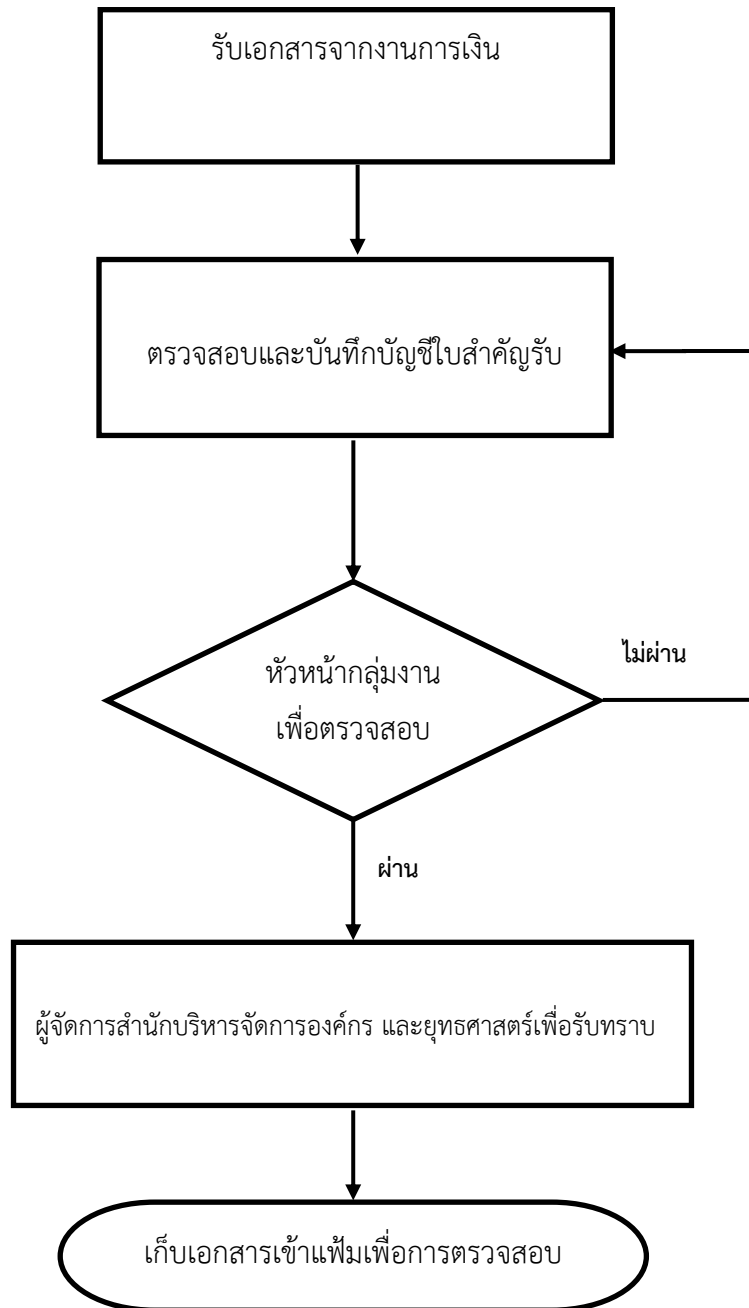 รับเอกสารจากงานการเงิน
ตรวจสอบและบันทึกบัญชีใบสำคัญรับ
หัวหน้ากลุ่มงาน
เพื่อตรวจสอบ
ไม่ผ่าน
ผ่าน
ผู้จัดการสำนักบริหารจัดการองค์กร และยุทธศาสตร์เพื่อรับทราบ
เก็บเอกสารเข้าแฟ้มเพื่อการตรวจสอบ